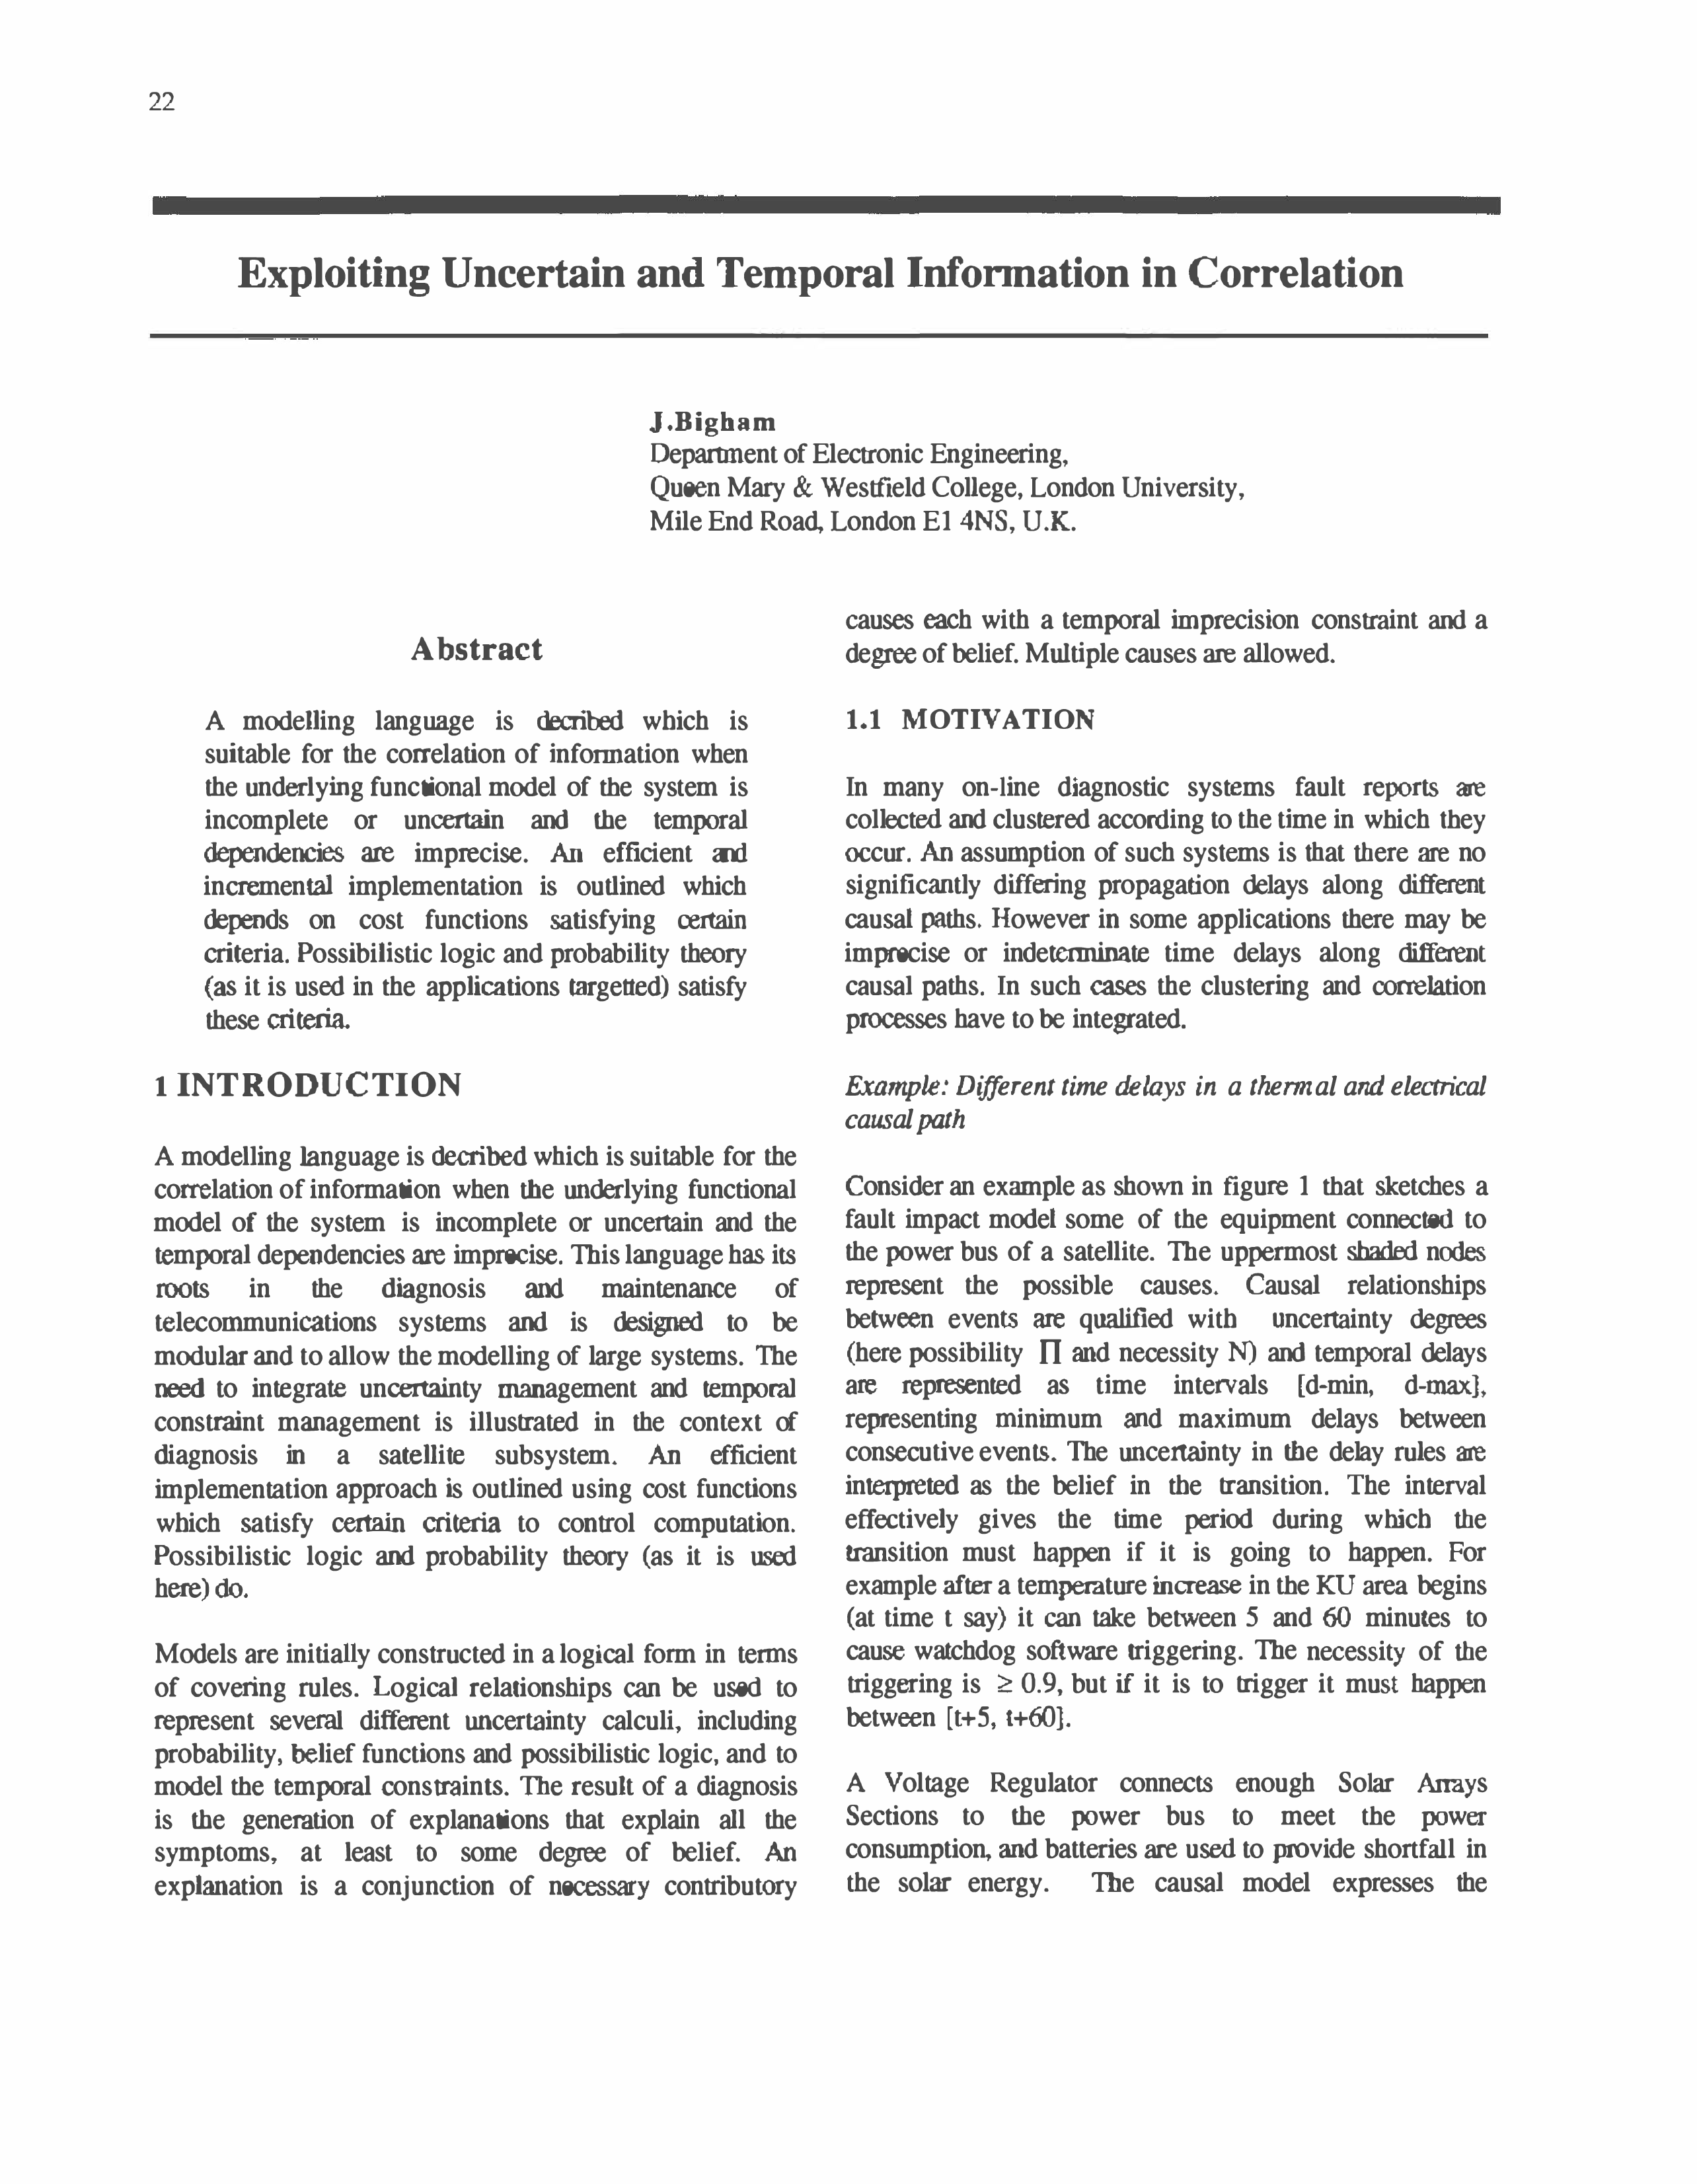 22
Exploiting Uncertain and Temporal Information in Correlation
J.Bigham
Department of Electronic Engineering,
Queen Mary & Westfield College, London University,
Mile End Road, London E1 4NS, U.K.
Abstract
A modelling language is decribed which is
suitable for the correlation of information when
the underlying functional model of the system is
incomplete or uncertain and the temporal
dependencies are imprecise. An efficient and
incremental implementation is outlined which
depends on cost functions satisfying certain
criteria. Possibilistic logic and probability theory
(as it is used in the applications targetted) satisfy
these criteria.
1 INTRODUCTION
A modelling language is decribed which is suitable for the
correlation of information when the underlying functional
model of the system is incomplete or uncertain and the
temporal dependencies are imprecise. This language has its
roots in the diagnosis and maintenance of
telecommunications systems and is designed to be
modular and to allow the modelling of large systems. The
need to integrate uncertainty management and temporal
constraint management is illustrated in the context of
diagnosis in a satellite subsystem. An efficient
implementation approach is outlined using cost functions
which satisfy certain criteria to control computation.
Possibilistic logic and probability theory (as it is used
here) do.
Models are initially constructed in a logical form in terms
of covering rules. Logical relationships can be used to
represent several different uncertainty calculi, including
probability, belief functions and possibilistic logic, and to
model the temporal constraints. The result of a diagnosis
is the generation of explanations that explain all the
symptoms, at least to some degree of belief. An
explanation is a conjunction of necessary contributory
causes each with a temporal imprecision constraint and a
degree of belief. Multiple causes are allowed.
1.1 MOTIVATION
In many on-line diagnostic systems fault reports are
collected and clustered according to the time in which they
occur. An assumption of such systems is that there are no
significantly differing propagation delays along different
causal paths. However in some applications there may be
imprecise or indeterminate time delays along different
causal paths. In such cases the clustering and correlation
processes have to be integrated.
Example: Different time delays in a thermal and electrical
causal path
Consider an example as shown in figure 1 that sketches a
fault impact model some of the equipment connected to
the power bus of a satellite. The uppermost shaded nodes
represent the possible causes. Causal relationships
between events are qualified with uncertainty degrees
(here possibility Π and necessity N) and temporal delays
are represented as time intervals [d-min, d-max],
representing minimum and maximum delays between
consecutive events. The uncertainty in the delay rules are
interpreted as the belief in the transition. The interval
effectively gives the time period during which the
transition must happen if it is going to happen. For
example after a temperature increase in the KU area begins
(at time t say) it can take between 5 and 60 minutes to
cause watchdog software triggering. The necessity of the
triggering is ≥ 0.9, but if it is to trigger it must happen
between [t+5, t+60].
A Voltage Regulator connects enough Solar Arrays
Sections to the power bus to meet the power
consumption, and batteries are used to provide shortfall in
the solar energy. The causal model expresses the